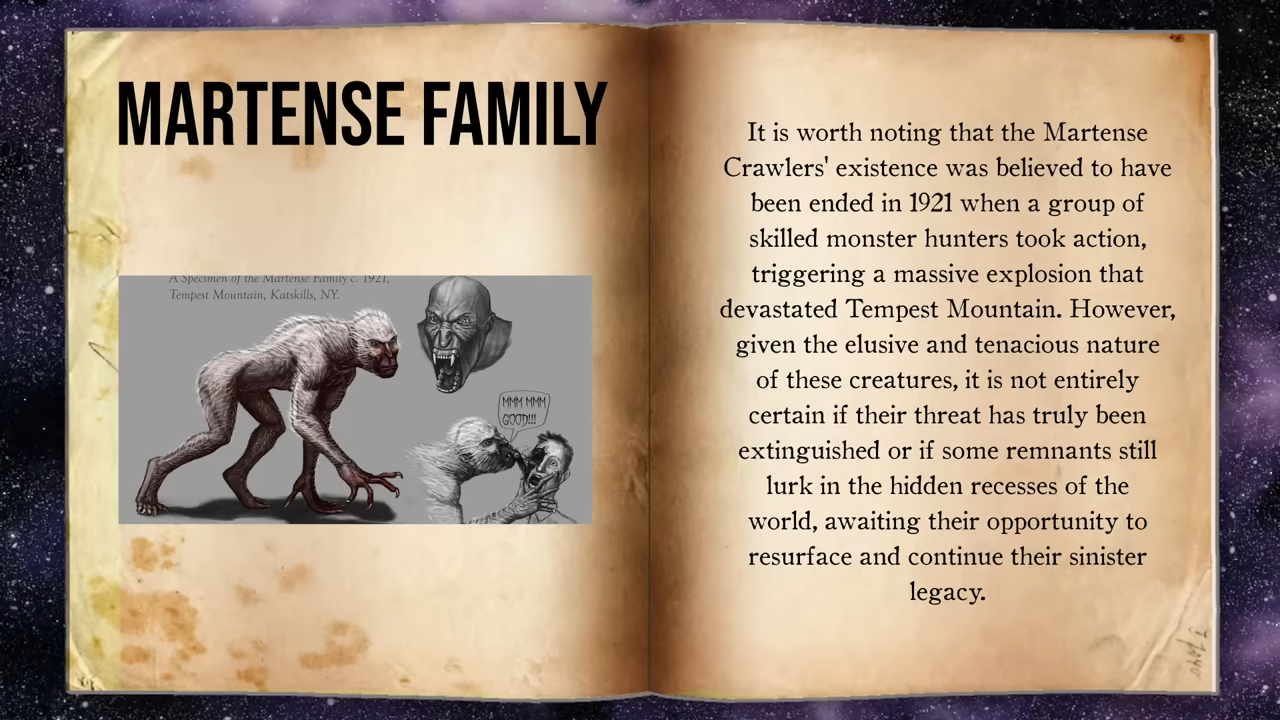 MARTENSE FAMILY
A Specimen of the Martense Family c. 1921,
Tempest Mountain, Katskills, NY.
MMM MMM
GOOD!!!
It is worth noting that the Martense
Crawlers' existence was believed to have
been ended in 1921 when a group of
skilled monster hunters took action,
triggering a massive explosion that
devastated Tempest Mountain. However,
given the elusive and tenacious nature
of these creatures, it is not entirely
certain if their threat has truly been
extinguished or if some remnants still
lurk in the hidden recesses of the
world, awaiting their opportunity to
resurface and continue their sinister
legacy.